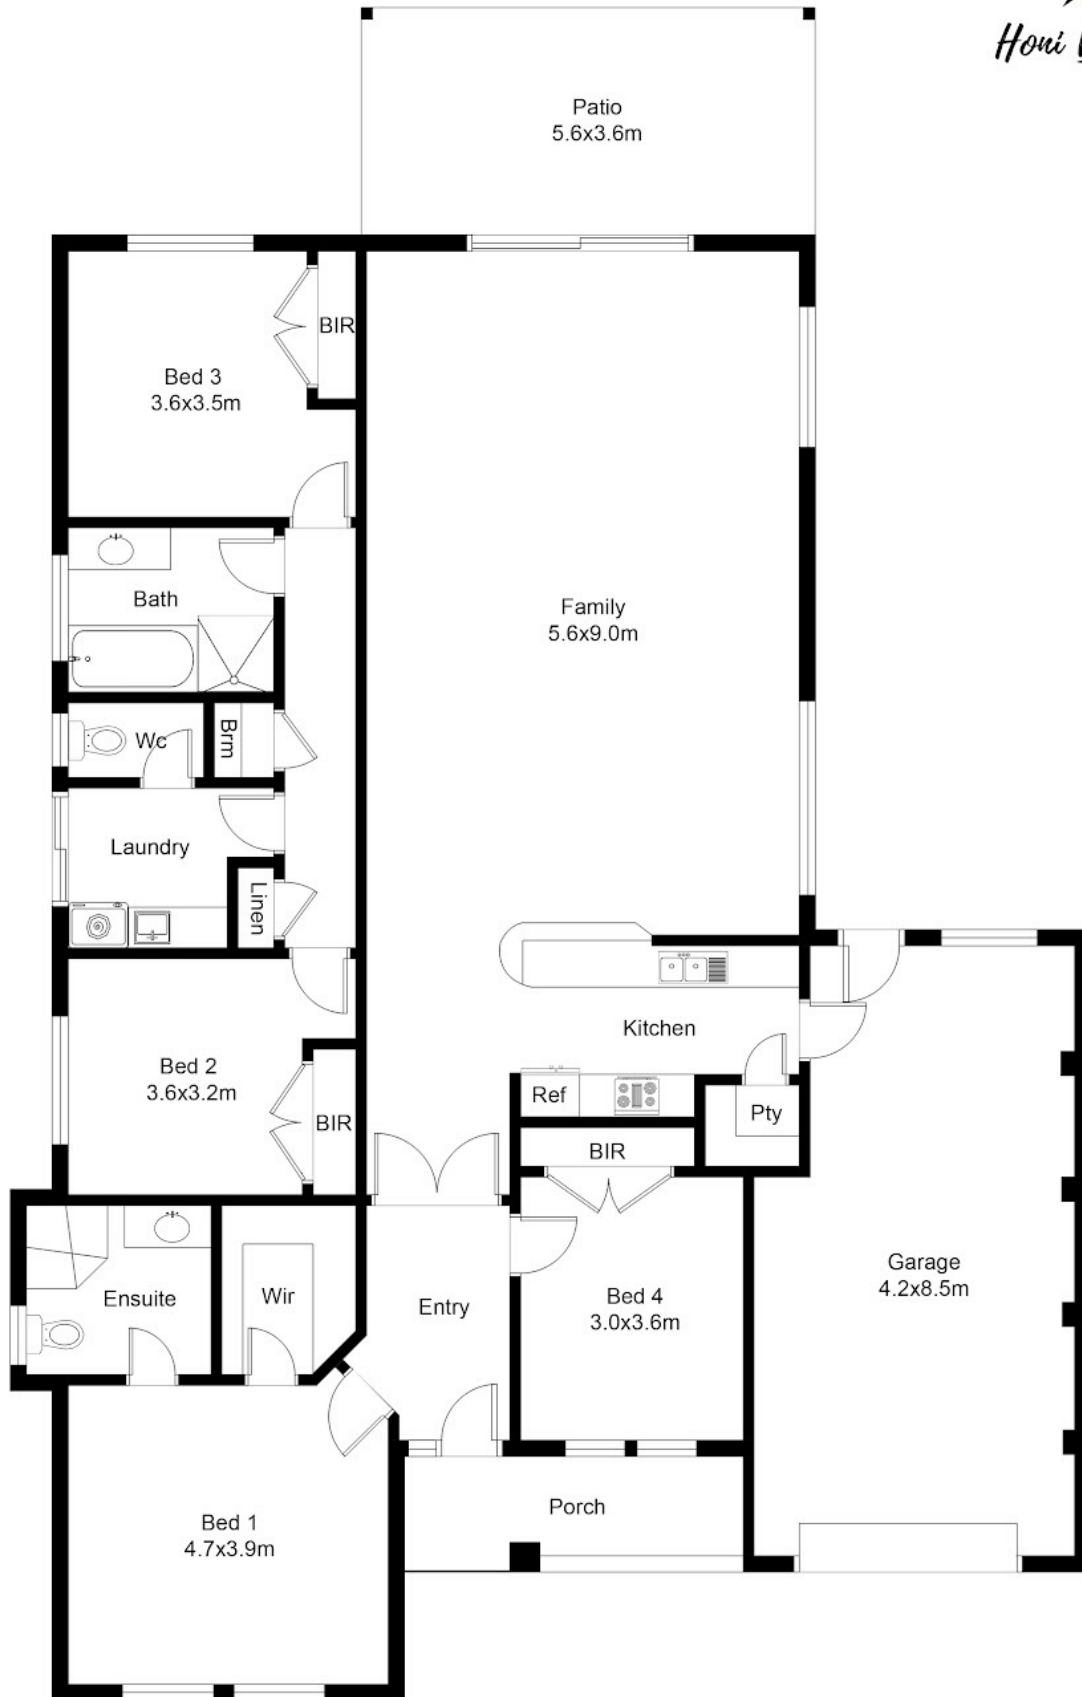 Honi
Patio
5.6x3.6m
BIR
Bed 3
3.6x3.5m
Bath
Family
5.6x9.0m
Wc
Brm
Laundry
Linen
Kitchen
Bed 2
3.6x3.2m
BIR
Ref
Pty
BIR
Ensuite
Wir
Entry
Bed 4
3.0x3.6m
Garage
4.2x8.5m
Porch
Bed 1
4.7x3.9m